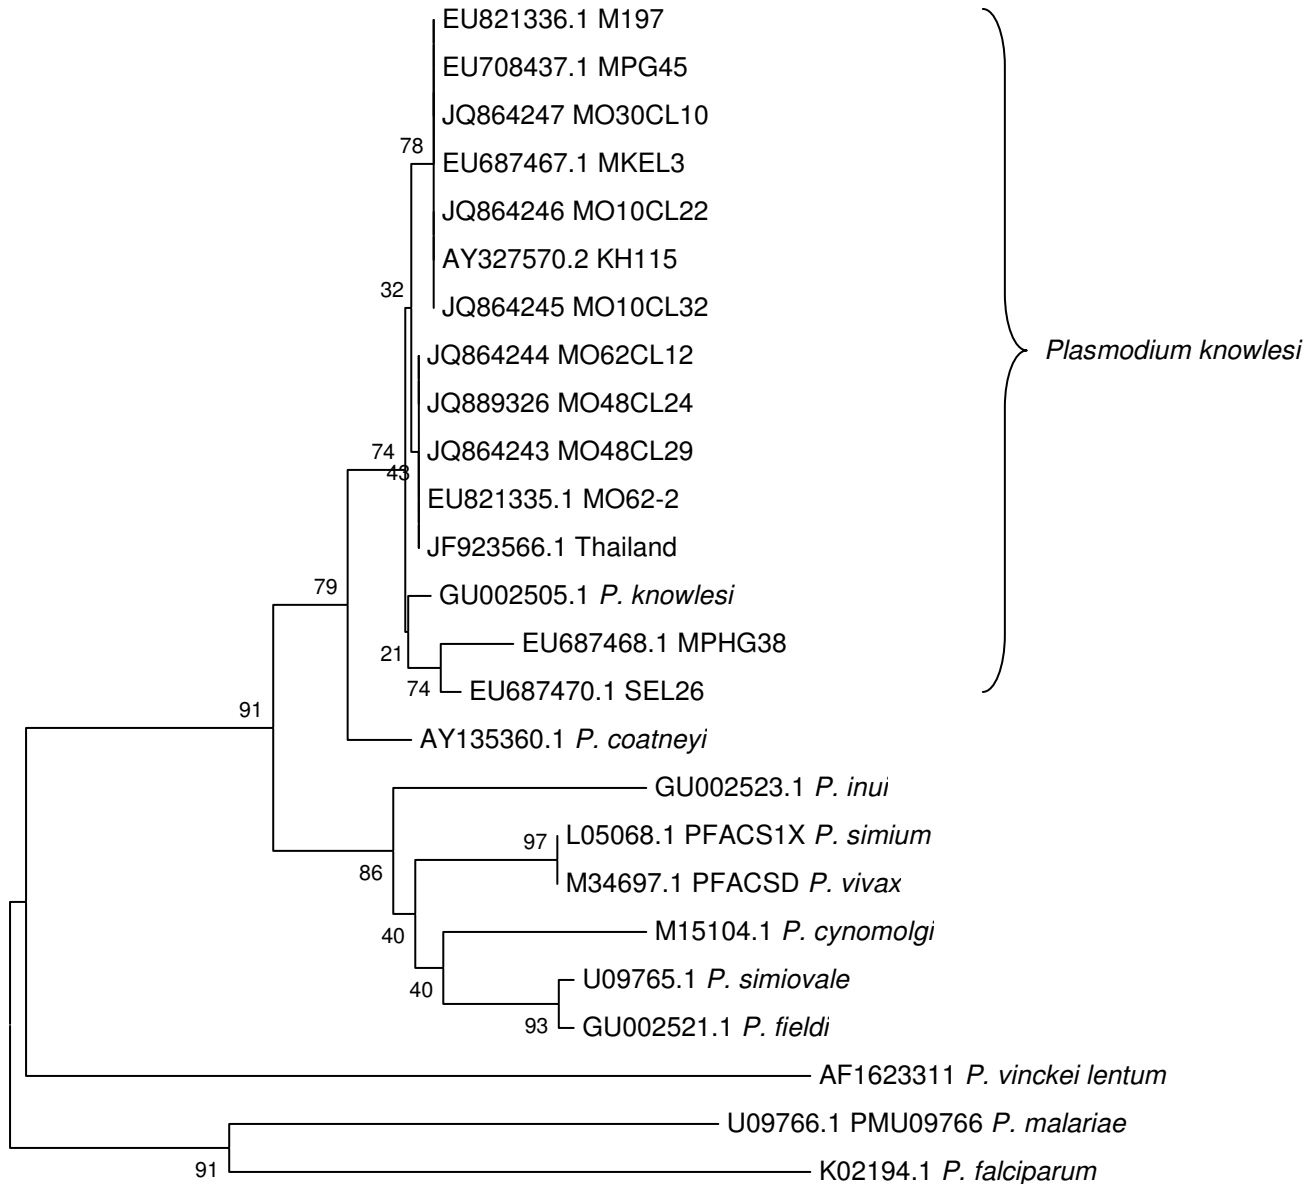 EU821336.1 M197
EU708437.1 MPG45
JQ864247 MO30CL10
78
EU687467.1 MKEL3
JQ864246 MO10CL22
AY327570.2 KH115
32
JQ864245 MO10CL32
Plasmodium knowlesi
JQ864244 MO62CL12
JQ889326 MO48CL24
74
JQ864243 MO48CL29
43
EU821335.1 MO62-2
JF923566.1 Thailand
79
GU002505.1 P. knowlesi
EU687468.1 MPHG38
21
74
EU687470.1 SEL26
91
AY135360.1 P. coatneyi
GU002523.1 P. inui
97
L05068.1 PFACS1X P. simium
86
M34697.1 PFACSD P. vivax
40
M15104.1 P. cynomolgi
U09765.1 P. simiovale
40
93
GU002521.1 P. fieldi
AF1623311 P. vinckei lentum
U09766.1 PMU09766 P. malariae
91
K02194.1 P. falciparum